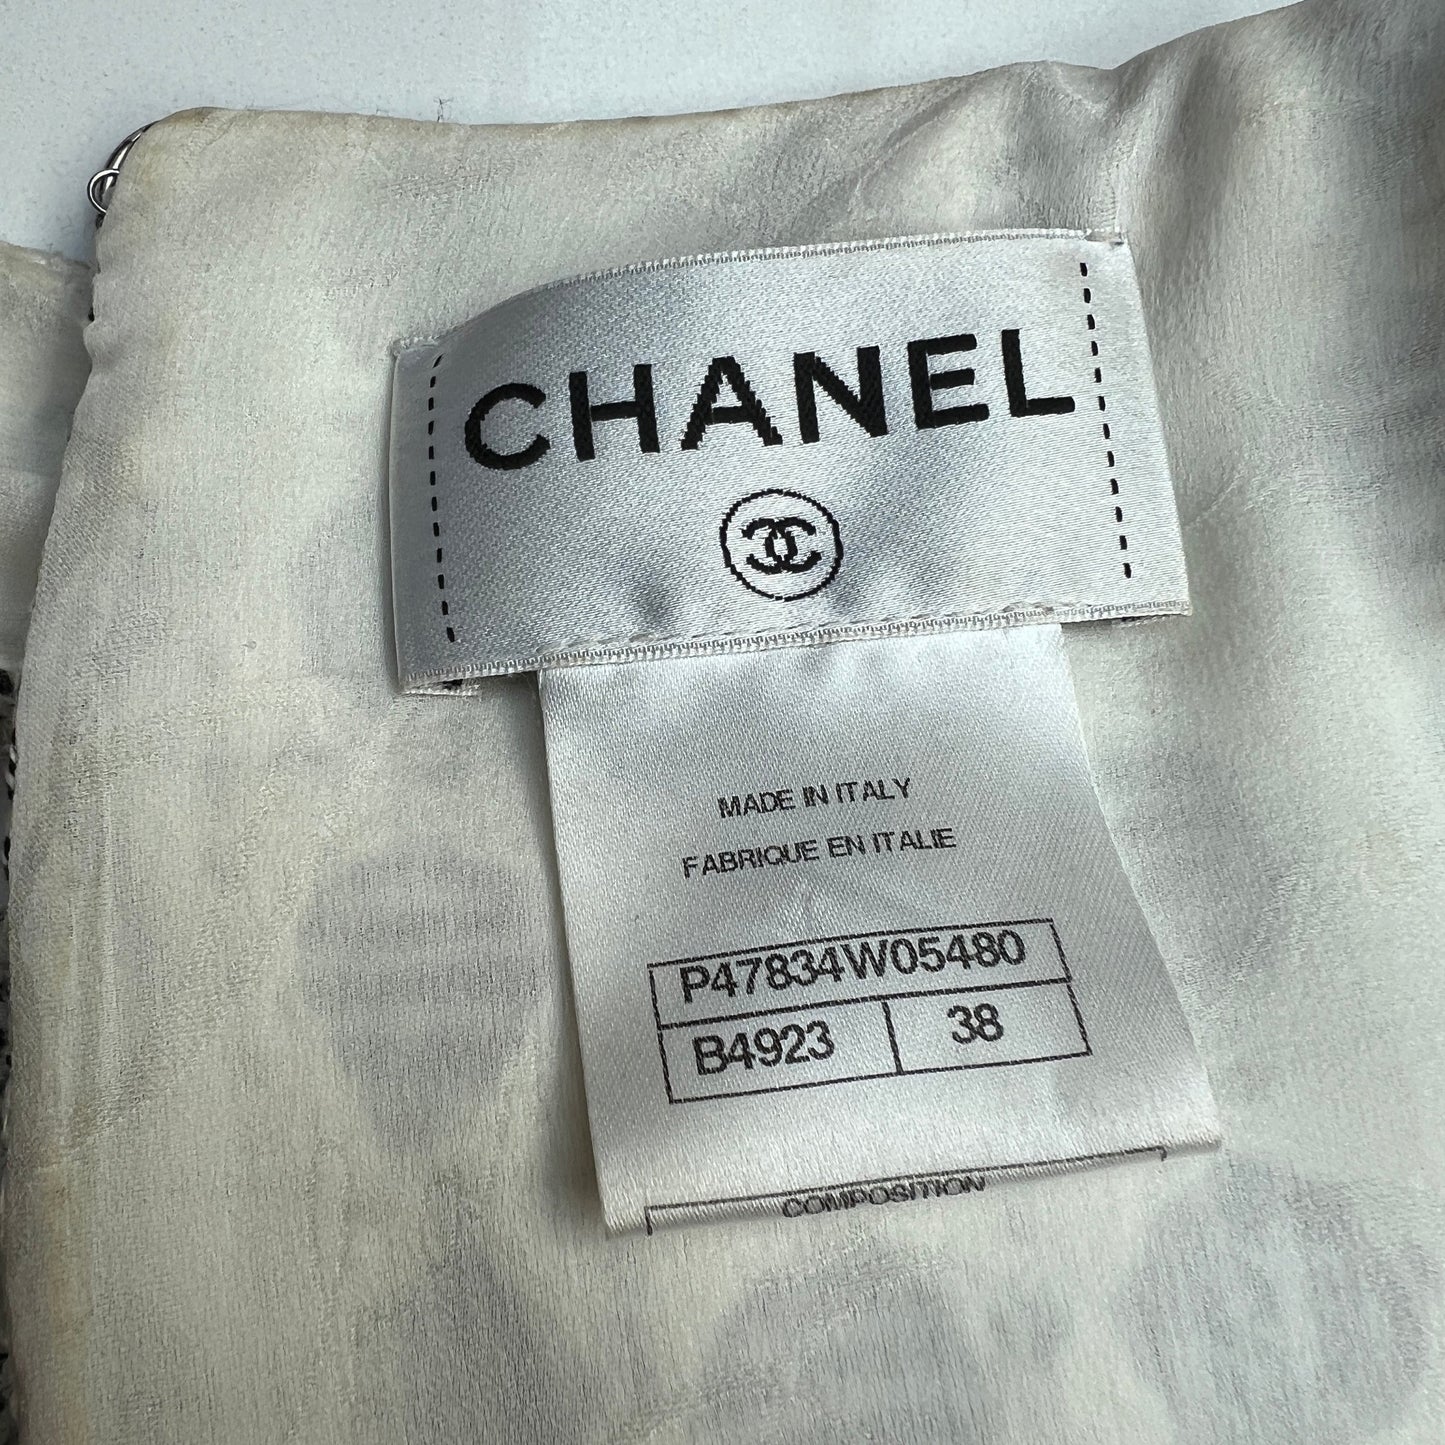 CHANEL
MADE IN ITALY
FABRIQUE EN ITALIE
P47834W05480
B4923 38
COMPOSITION